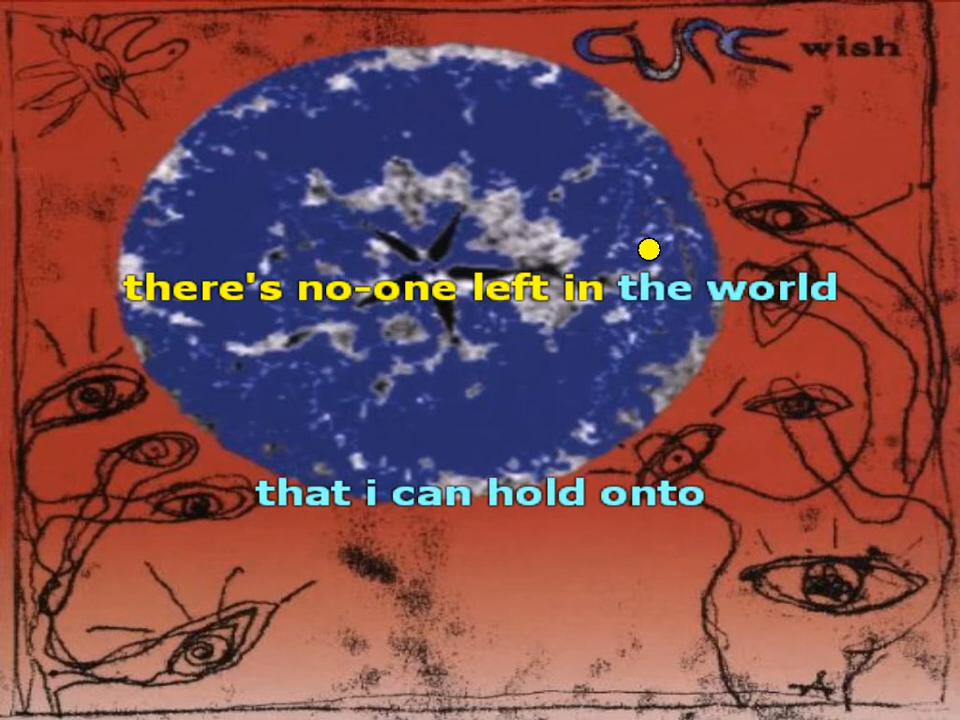 CURE wish
there's no-one left in the world
that i can hold onto